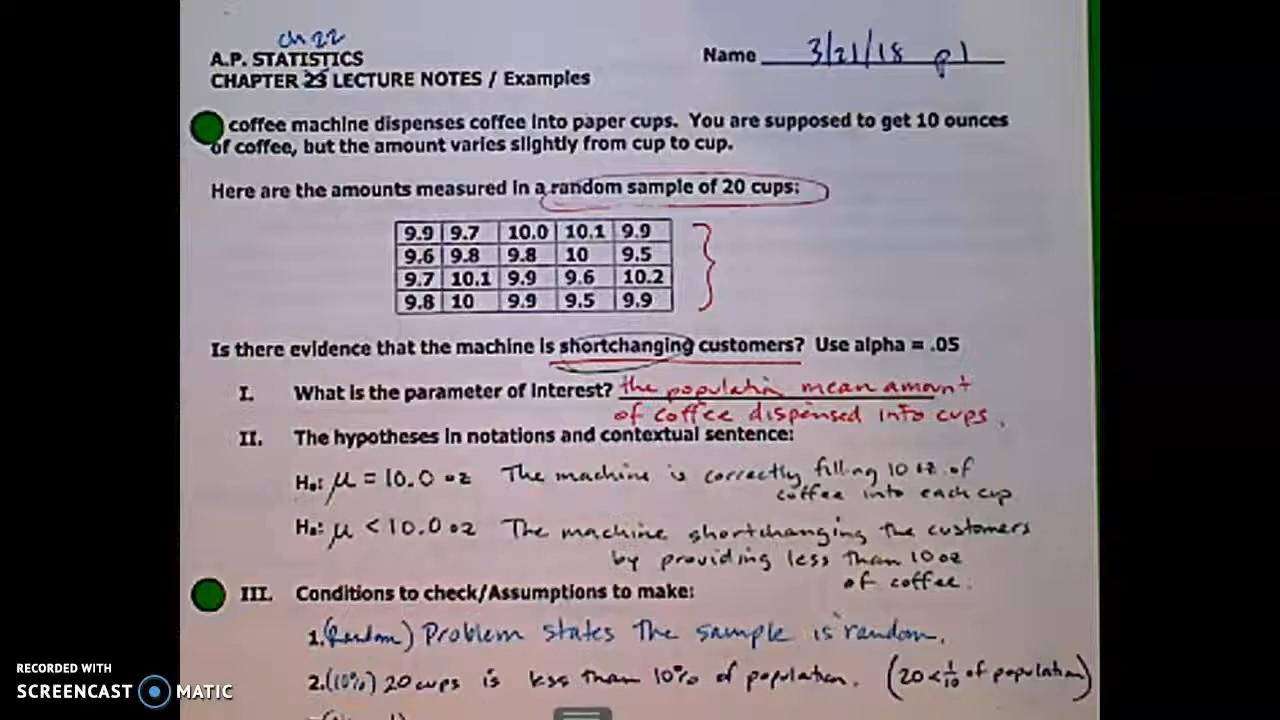 ch 22
A.P. STATISTICS
Name 3/21/18 p1
CHAPTER 23 LECTURE NOTES / Examples
coffee machine dispenses coffee into paper cups. You are supposed to get 10 ounces
of coffee, but the amount varies slightly from cup to cup.
Here are the amounts measured in a random sample of 20 cups:
9.9 9.7 10.0 10.1 9.9
9.6 9.8 9.8 10 9.5
9.7 10.1 9.9 9.6 10.2
9.8 10 9.9 9.5 9.9
Is there evidence that the machine is shortchanging customers? Use alpha = .05
I. What is the parameter of interest? the population mean amount
of coffee dispensed into cups.
II. The hypotheses in notations and contextual sentence:
H₀: μ = 10.0 oz The machine is correctly filling 10 oz of
coffee into each cup
Hₐ: μ < 10.0 oz The machine shortchanging the customers
by providing less than 10 oz
of coffee.
III. Conditions to check/Assumptions to make:
1. (Random) Problem states The sample is random.
2. (10%) 20 cups is less than 10% of population. (20 < 1/10 of population)
RECORDED WITH
SCREENCAST MATIC